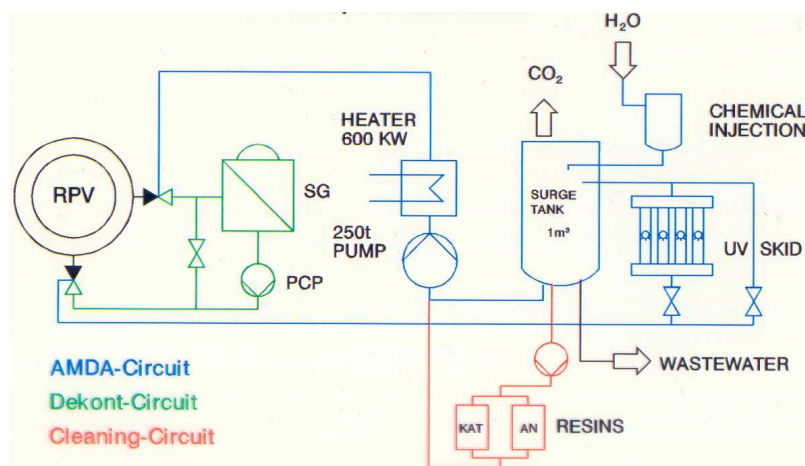 H₂O
CO₂
HEATER
600 KW
CHEMICAL
INJECTION
RPV
SG
SURGE
TANK
1m³
250t
PUMP
UV SKID
PCP
WASTEWATER
AMDA-Circuit
Dekont-Circuit
Cleaning-Circuit
KAT
AN
RESINS